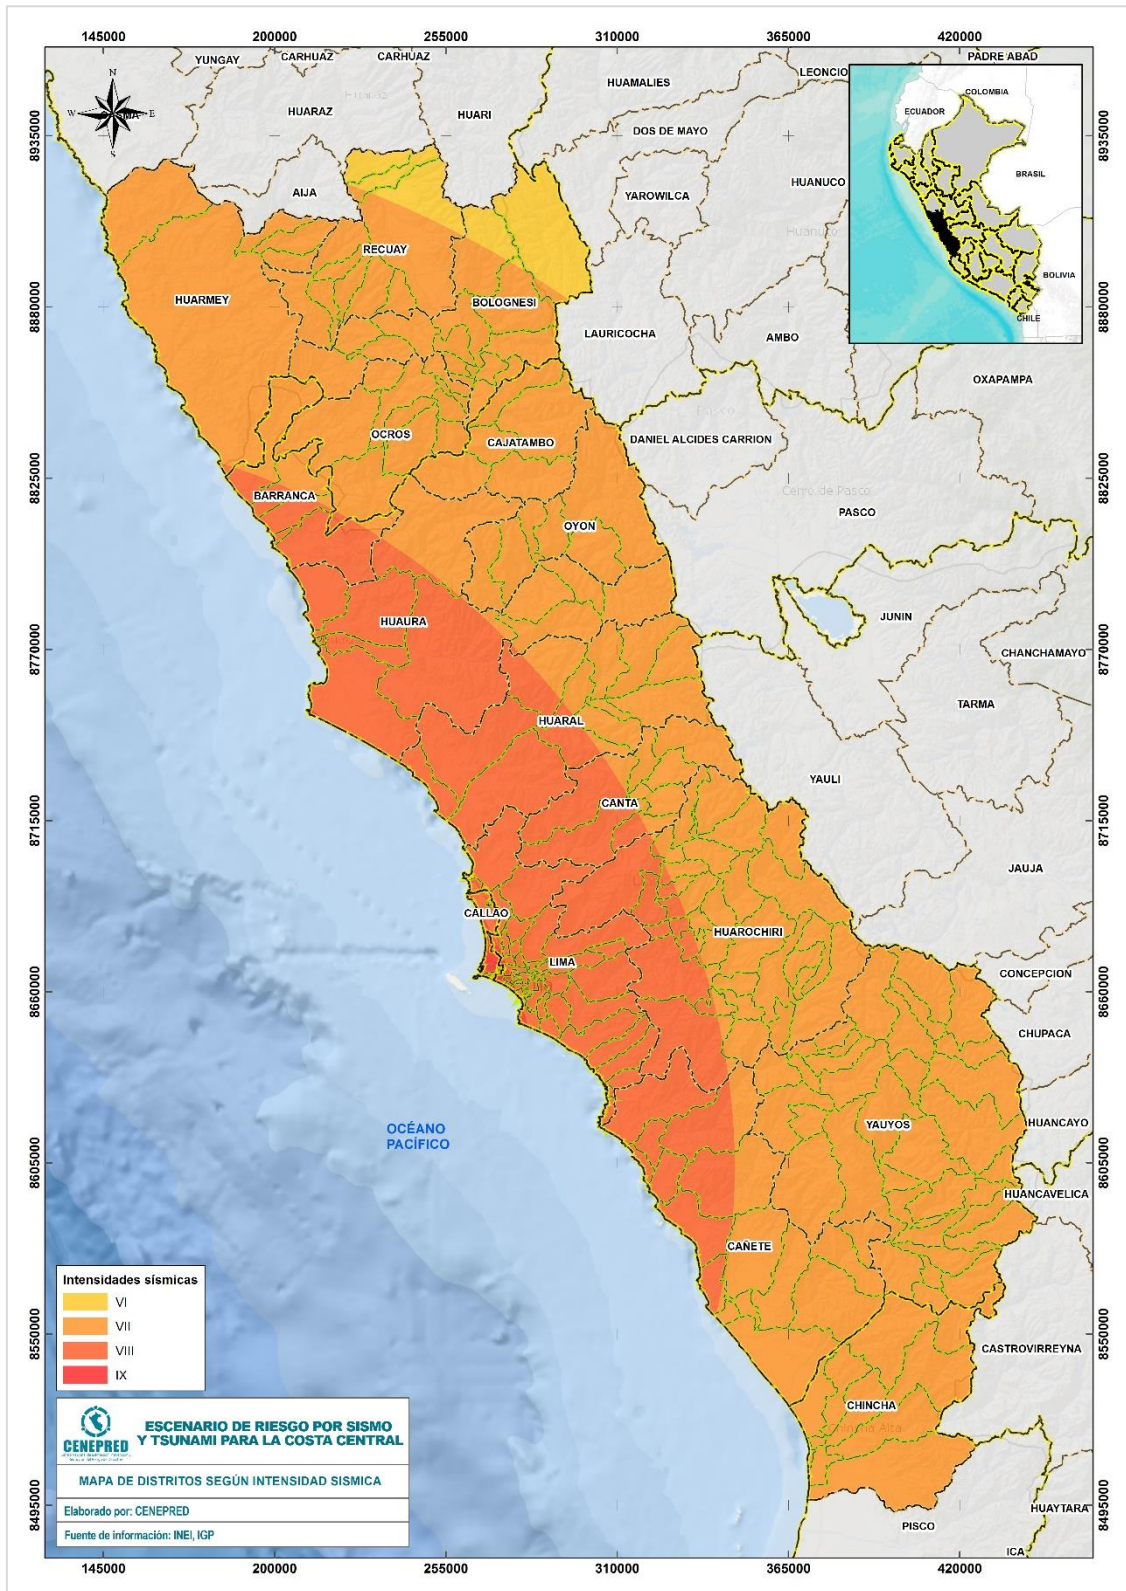 145000 200000 255000 310000 365000 420000
YUNGAY
CARHUAZ
CARHUAZ
HUAMALIES
LEONCIO
PADRE ABAD
N
W
E
S
HUARAZ
HUARI
DOS DE MAYO
COLOMBIA
ECUADOR
BRASIL
BOLIVIA
CHILE
8935000
8935000
AIJA
YAROWILCA
HUANUCO
Huánuco
RECUAY
HUARMEY
BOLOGNESI
8880000
8880000
LAURICOCHA
AMBO
OXAPAMPA
OCROS
CAJATAMBO
DANIEL ALCIDES CARRION
8825000
8825000
BARRANCA
Cerro de Pasco
PASCO
OYON
HUAURA
JUNIN
8770000
8770000
CHANCHAMAYO
TARMA
HUARAL
YAULI
CANTA
8715000
8715000
JAUJA
CALLAO
HUAROCHIRI
LIMA
CONCEPCION
8660000
8660000
CHUPACA
OCÉANO
PACÍFICO
YAUYOS
HUANCAYO
8605000
8605000
HUANCAVELICA
CAÑETE
Intensidades sísmicas
VI
VII
VIII
IX
8550000
8550000
CASTROVIRREYNA
CHINCHA
Chincha Alta
CENEPRED
ESCENARIO DE RIESGO POR SISMO
Y TSUNAMI PARA LA COSTA CENTRAL
MAPA DE DISTRITOS SEGÚN INTENSIDAD SISMICA
Elaborado por: CENEPRED
Fuente de información: INEI, IGP
8495000
8495000
HUAYTARA
PISCO
ICA
145000 200000 255000 310000 365000 420000